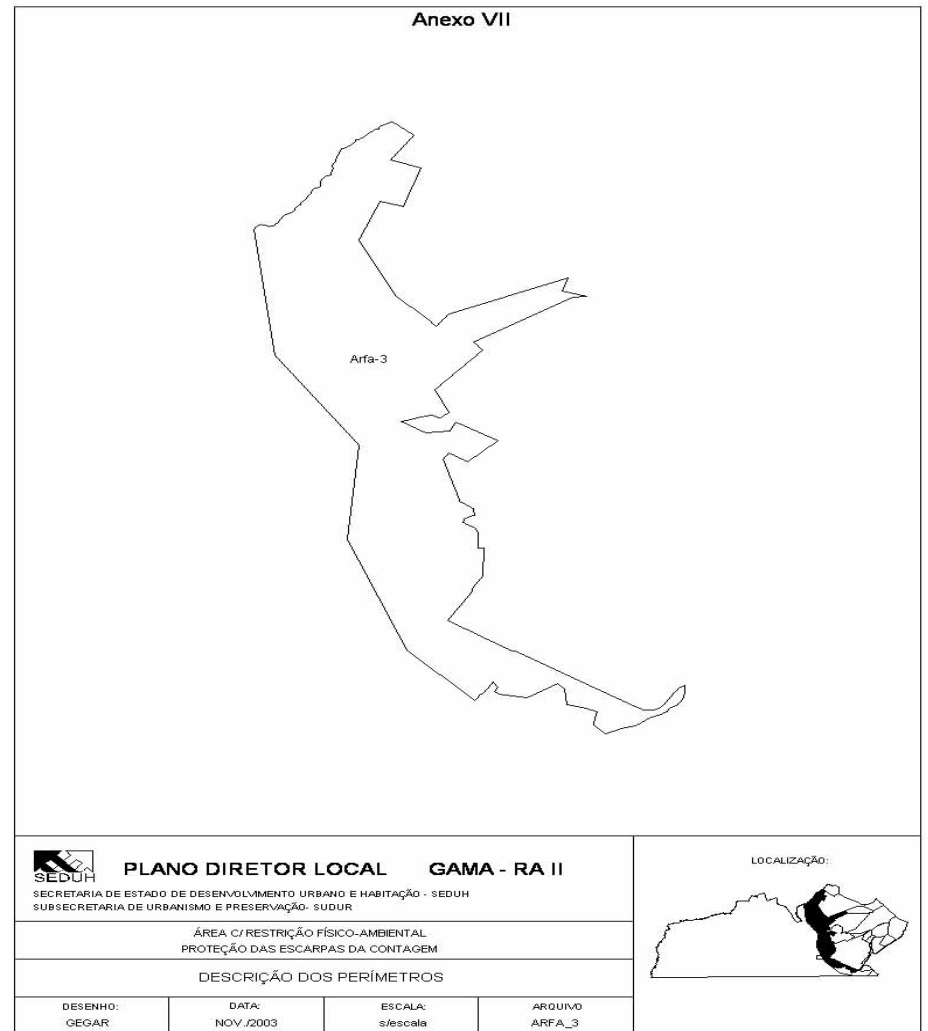 Anexo VII
Arfa-3
SEDUH
PLANO DIRETOR LOCAL GAMA - RA II
SECRETARIA DE ESTADO DE DESENVOLVIMENTO URBANO E HABITAÇÃO - SEDUH
SUBSECRETARIA DE URBANISMO E PRESERVAÇÃO- SUDUR
ÁREA C/ RESTRIÇÃO FÍSICO-AMBIENTAL
PROTEÇÃO DAS ESCARPAS DA CONTAGEM
DESCRIÇÃO DOS PERÍMETROS
DESENHO:
GEGAR
DATA:
NOV./2003
ESCALA:
s/escala
ARQUIVO
ARFA_3
LOCALIZAÇÃO: